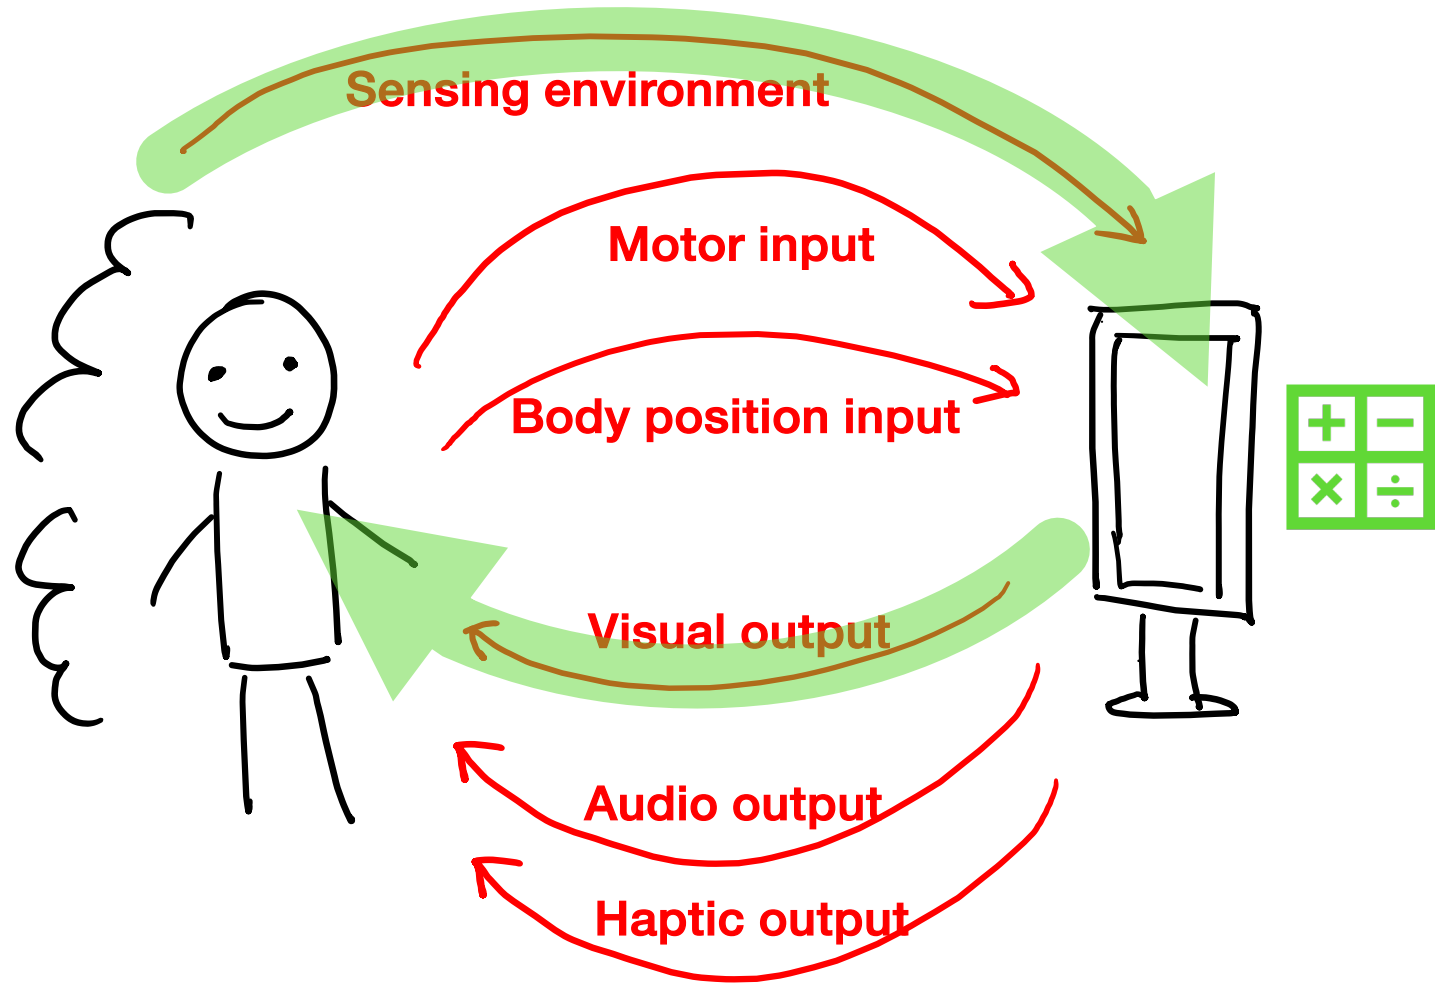 Sensing environment
Motor input
Body position input
+ −
× ÷
Visual output
Audio output
Haptic output